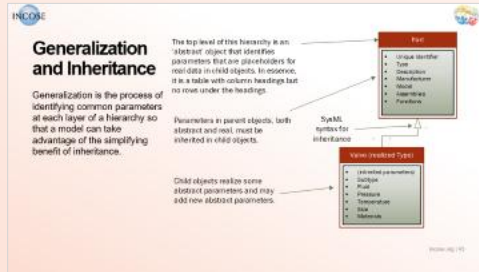 INCOSE
Generalization
and Inheritance
Generalization is the process of
identifying common parameters
at each layer of a hierarchy so
that a model can take
advantage of the simplifying
benefit of inheritance.
The top level of this hierarchy is an
'abstract' object that identifies
parameters that are placeholders for
real data in child objects. In essence,
it is a table with column headings but
no rows under the headings.
Parameters in parent objects, both
abstract and real, must be
inherited in child objects.
Child objects realize some
abstract parameters and may
add new abstract parameters.
SysML
syntax for
inheritance
Part
• Unique Identifier
• Type
• Description
• Manufacturer
• Model
• Assemblies
• Functions
Valve (realized Type)
• (inherited parameters)
• Subtype
• Fluid
• Pressure
• Temperature
• Size
• Materials